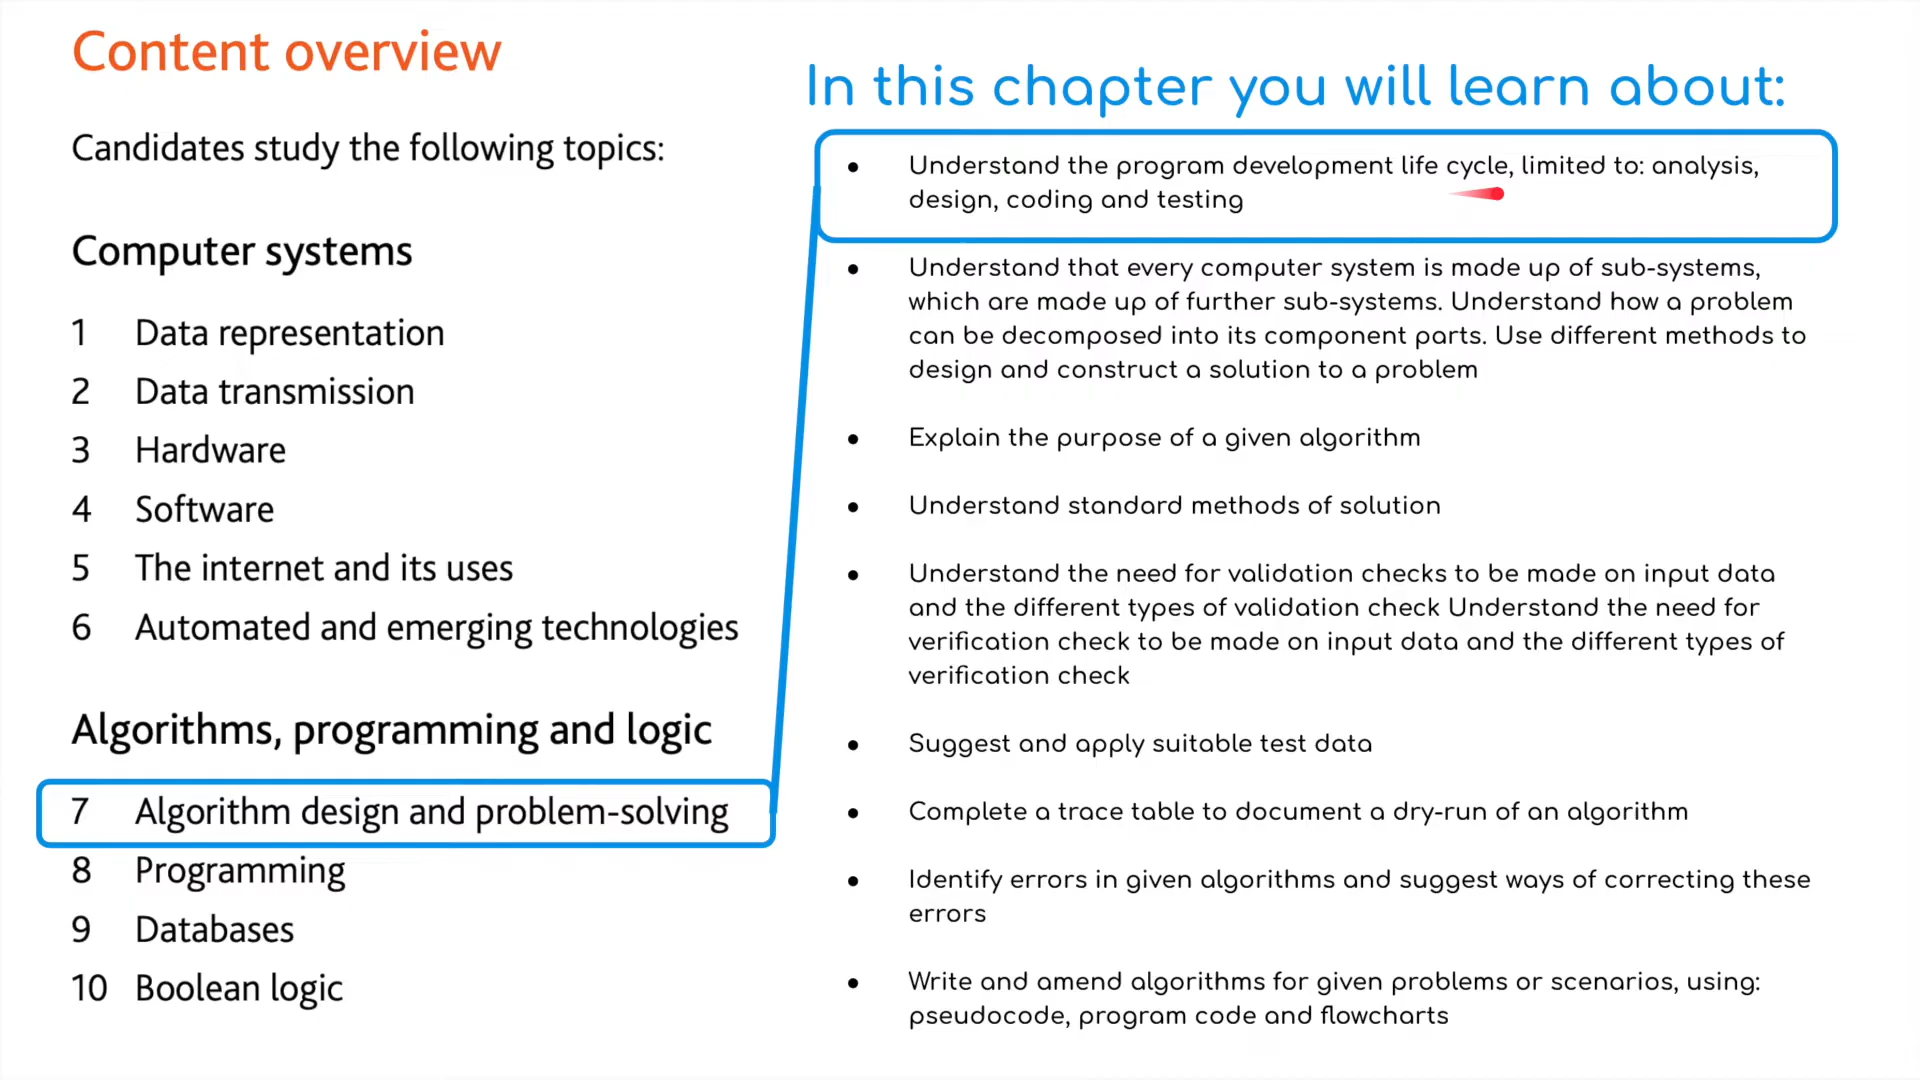 Content overview
Candidates study the following topics:
Computer systems
1 Data representation
2 Data transmission
3 Hardware
4 Software
5 The internet and its uses
6 Automated and emerging technologies
Algorithms, programming and logic
7 Algorithm design and problem-solving
8 Programming
9 Databases
10 Boolean logic
In this chapter you will learn about:
• Understand the program development life cycle, limited to: analysis,
design, coding and testing
• Understand that every computer system is made up of sub-systems,
which are made up of further sub-systems. Understand how a problem
can be decomposed into its component parts. Use different methods to
design and construct a solution to a problem
• Explain the purpose of a given algorithm
• Understand standard methods of solution
• Understand the need for validation checks to be made on input data
and the different types of validation check Understand the need for
verification check to be made on input data and the different types of
verification check
• Suggest and apply suitable test data
• Complete a trace table to document a dry-run of an algorithm
• Identify errors in given algorithms and suggest ways of correcting these
errors
• Write and amend algorithms for given problems or scenarios, using:
pseudocode, program code and flowcharts